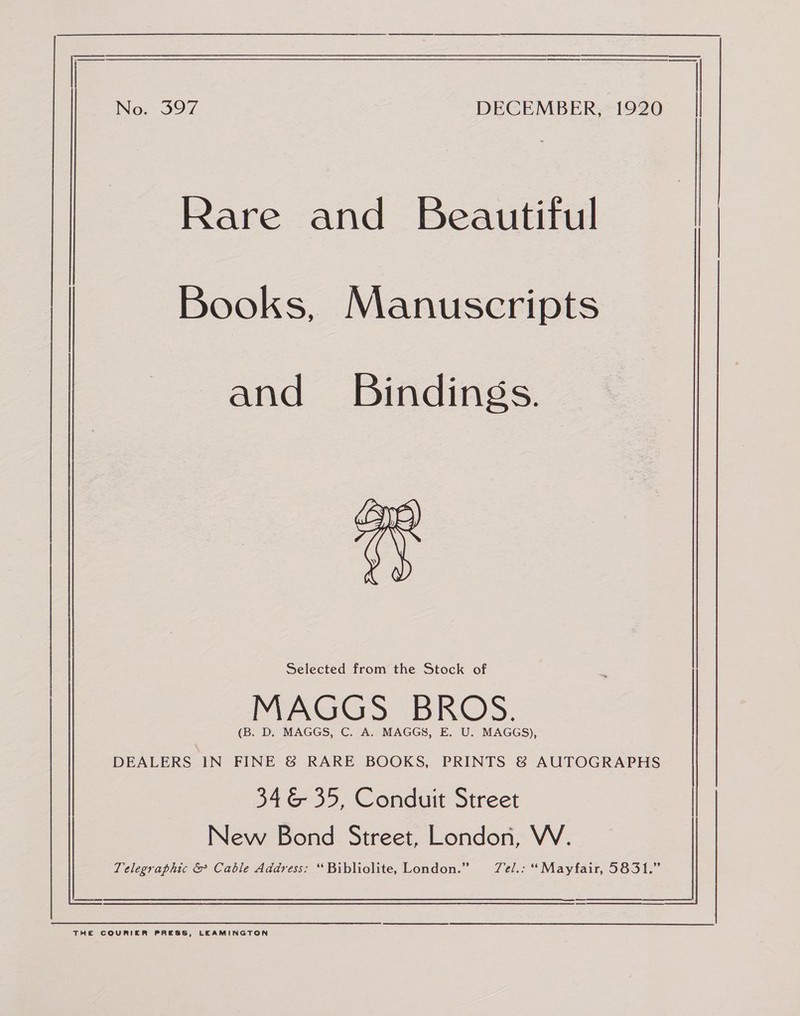 No. 397 DECEMBER, 1920
Rare and Beautiful
Books, Manuscripts
and Bindings.
Selected from the Stock of
MAGGS BROS.
(B. D. MAGGS, C. A. MAGGS, E. U. MAGGS),
DEALERS IN FINE & RARE BOOKS, PRINTS & AUTOGRAPHS
34 & 35, Conduit Street
New Bond Street, London, W.
Telegraphic & Cable Address: “Bibliolite, London.” Tel.: “Mayfair, 5831.”
THE COURIER PRESS, LEAMINGTON